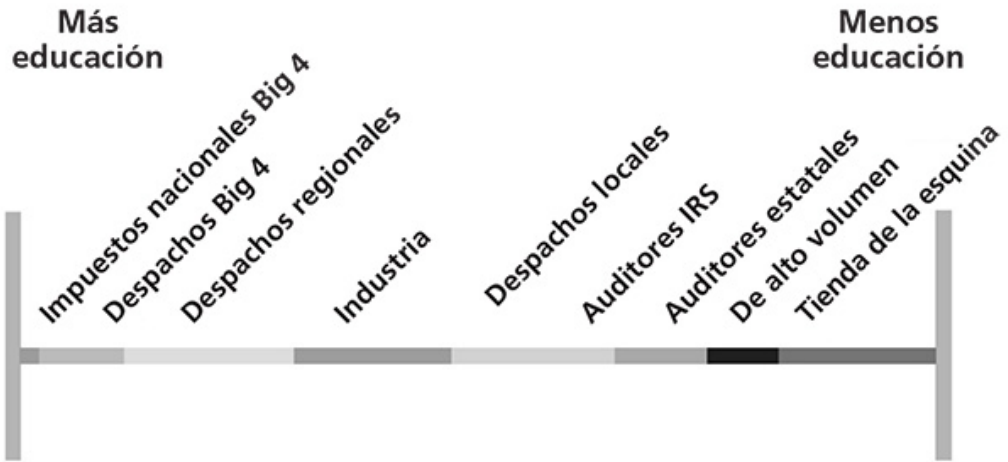 Más
educación
Menos
educación
Impuestos nacionales Big 4
Despachos Big 4
Despachos regionales
Industria
Despachos locales
Auditores IRS
Auditores estatales
De alto volumen
Tienda de la esquina